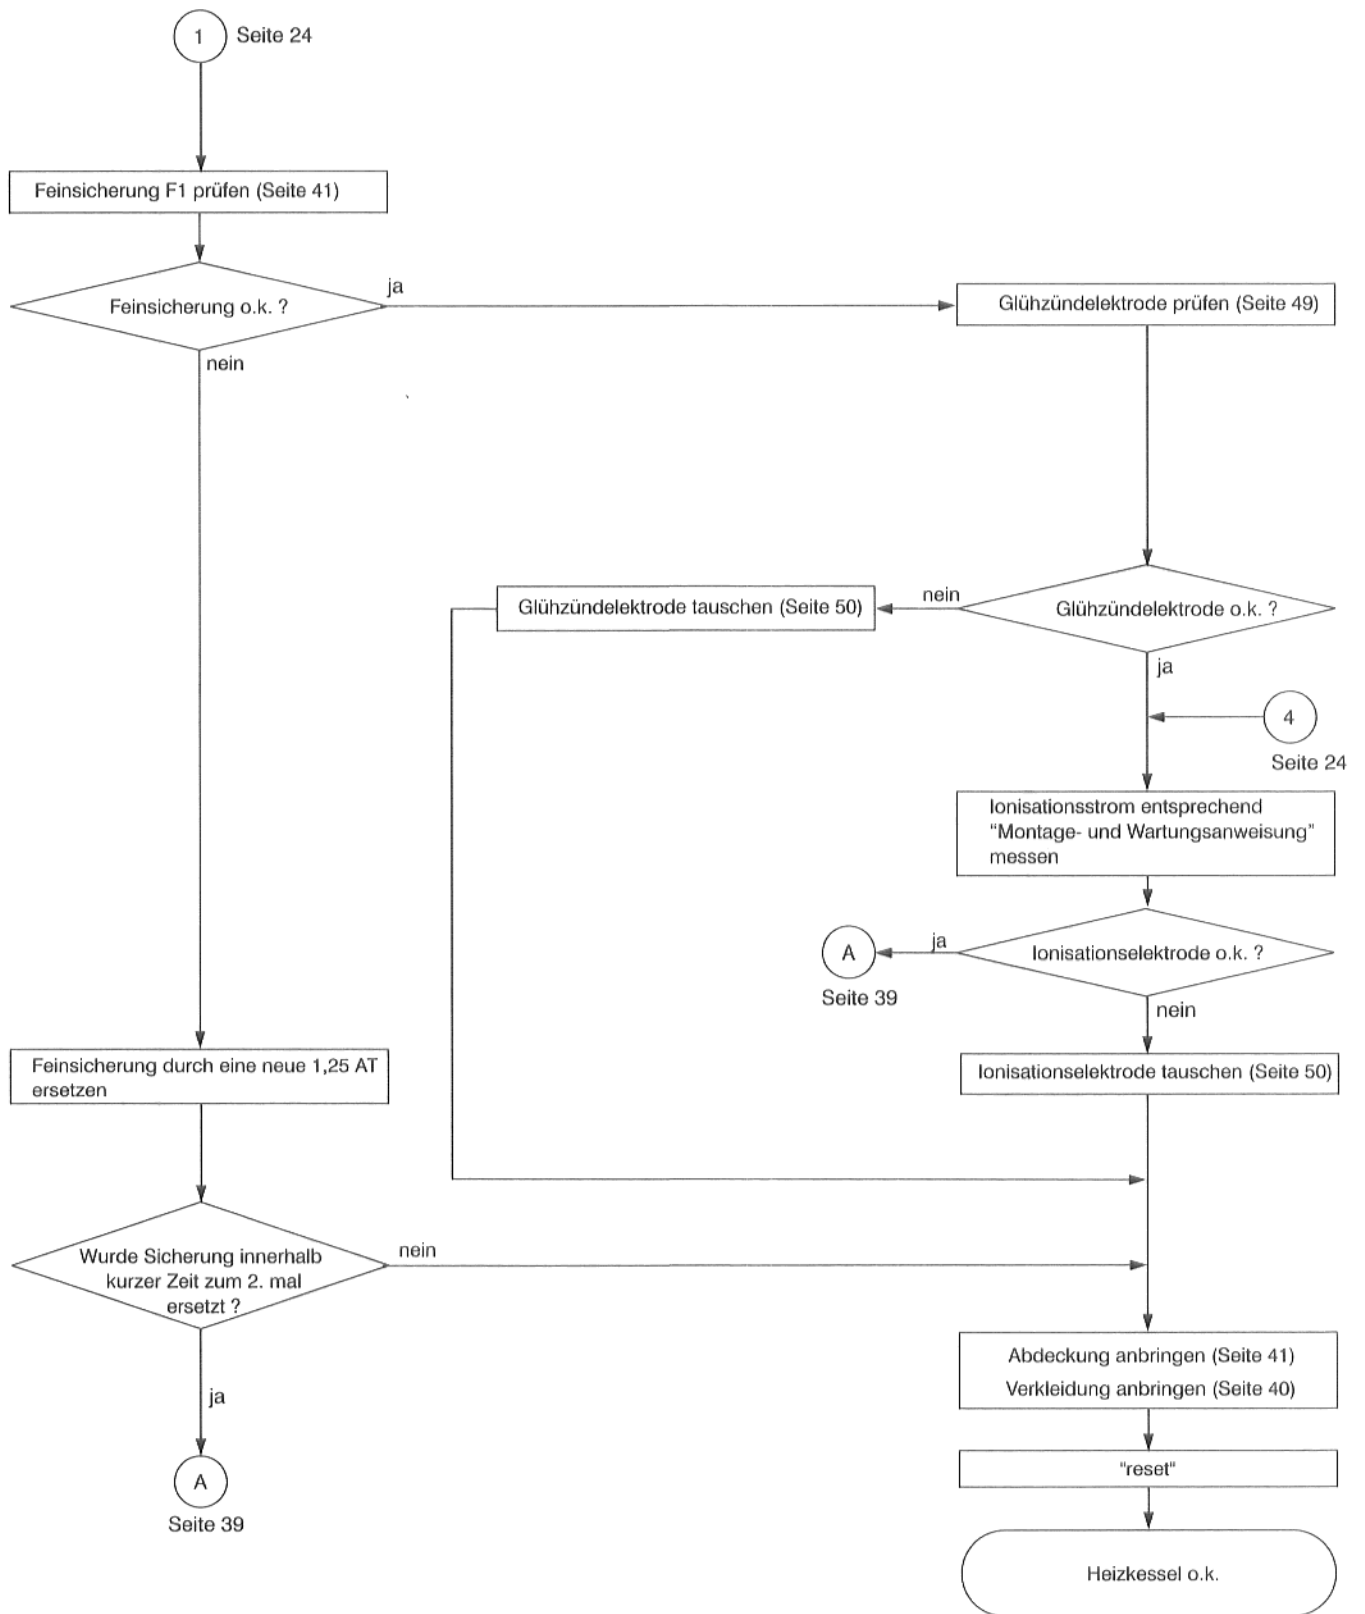 1 Seite 24
Feinsicherung F1 prüfen (Seite 41)
Feinsicherung o.k. ?
ja
nein
Glühzündelektrode prüfen (Seite 49)
Glühzündelektrode o.k. ?
nein
Glühzündelektrode tauschen (Seite 50)
ja
4
Seite 24
Ionisationsstrom entsprechend
“Montage- und Wartungsanweisung”
messen
Ionisationselektrode o.k. ?
ja
A
Seite 39
nein
Ionisationselektrode tauschen (Seite 50)
Feinsicherung durch eine neue 1,25 AT
ersetzen
Wurde Sicherung innerhalb
kurzer Zeit zum 2. mal
ersetzt ?
nein
ja
A
Seite 39
Abdeckung anbringen (Seite 41)
Verkleidung anbringen (Seite 40)
"reset"
Heizkessel o.k.